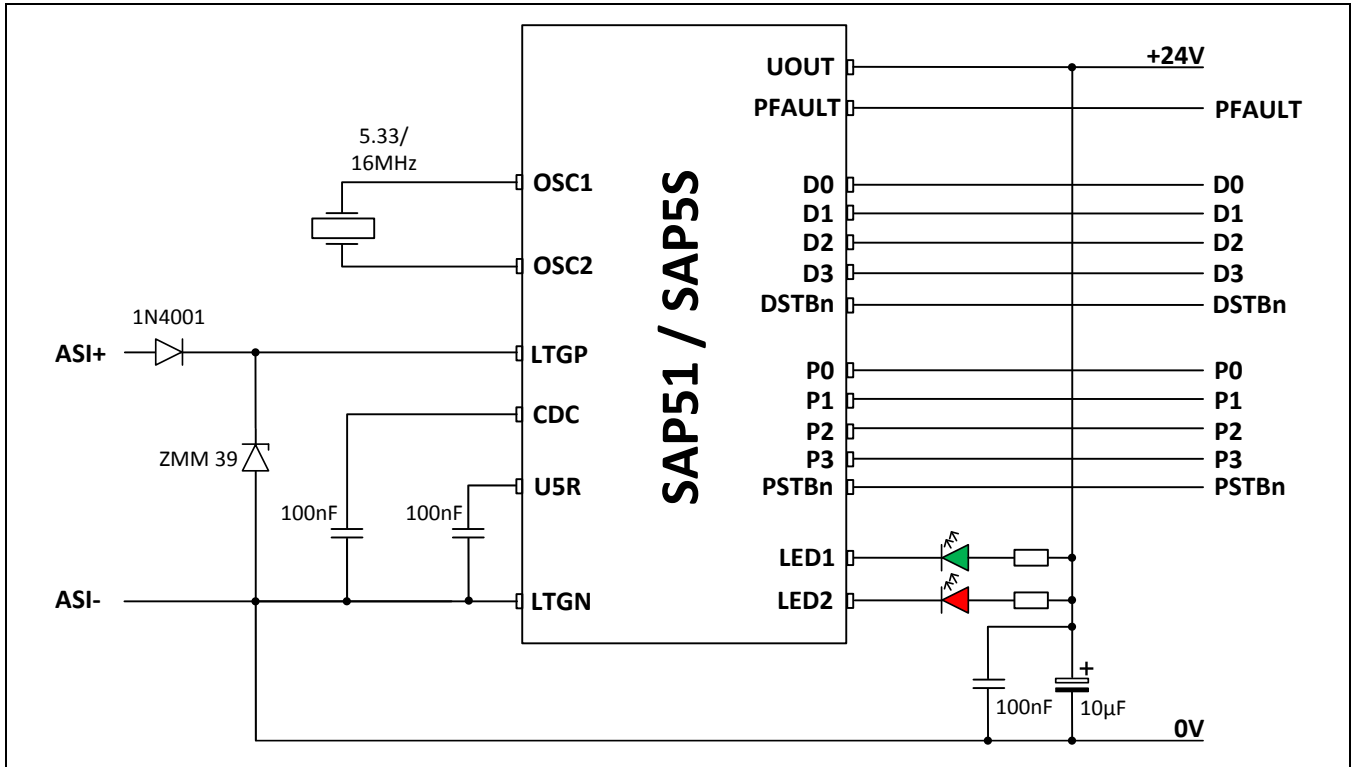 +24V
UOUT
PFAULT
PFAULT
5.33/
16MHz
OSC1
OSC2
SAP51 / SAP5S
D0
D0
D1
D1
D2
D2
D3
D3
DSTBn
DSTBn
1N4001
ASI+
LTGP
CDC
P0
P0
P1
P1
P2
P2
P3
P3
PSTBn
PSTBn
ZMM 39
U5R
100nF
100nF
LED1
ASI-
LTGN
LED2
+
100nF
10µF
0V